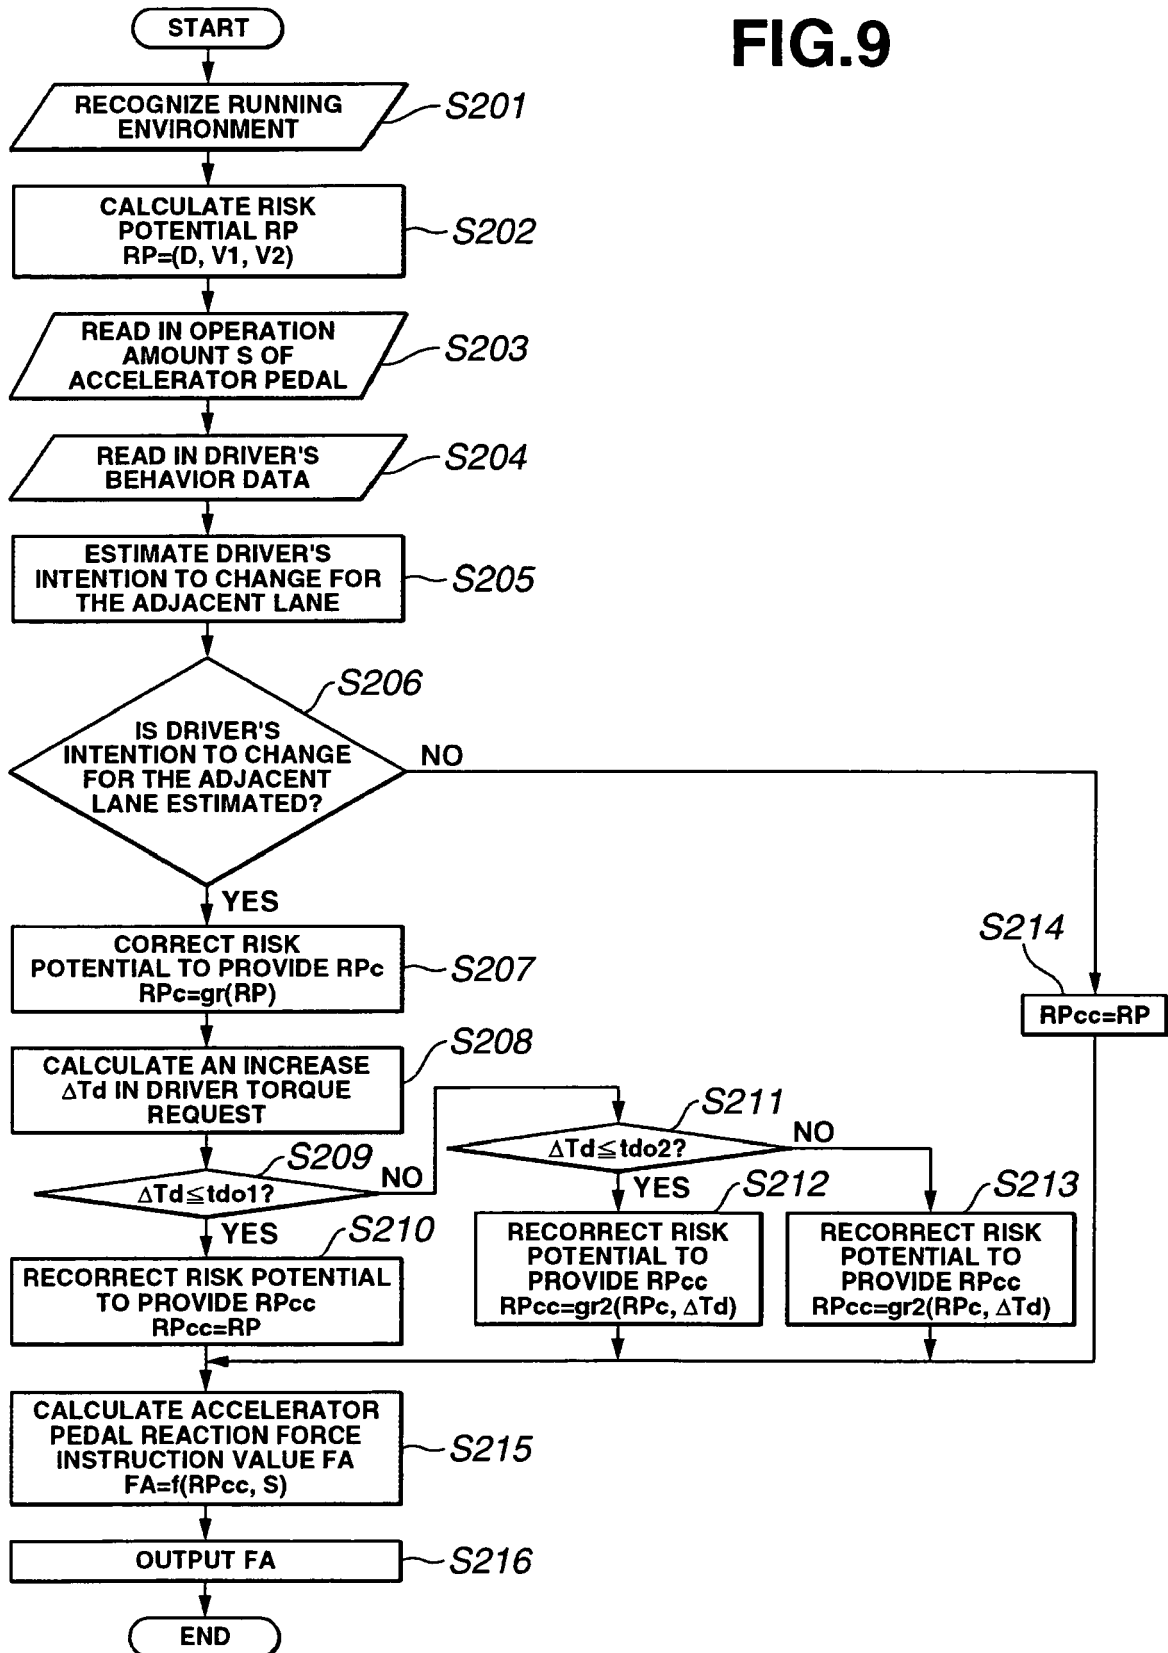 FIG.9
START
RECOGNIZE RUNNING
ENVIRONMENT
S201
CALCULATE RISK
POTENTIAL RP
RP=(D, V1, V2)
S202
READ IN OPERATION
AMOUNT S OF
ACCELERATOR PEDAL
S203
READ IN DRIVER'S
BEHAVIOR DATA
S204
ESTIMATE DRIVER'S
INTENTION TO CHANGE FOR
THE ADJACENT LANE
S205
S206
IS DRIVER'S
INTENTION TO CHANGE
FOR THE ADJACENT
LANE ESTIMATED?
NO
YES
CORRECT RISK
POTENTIAL TO PROVIDE RPc
RPc=gr(RP)
S207
S214
RPcc=RP
CALCULATE AN INCREASE
ΔTd IN DRIVER TORQUE
REQUEST
S208
S209
ΔTd≦tdo1?
NO
YES
S211
ΔTd≦tdo2?
NO
YES
S210
RECORRECT RISK POTENTIAL
TO PROVIDE RPcc
RPcc=RP
S212
RECORRECT RISK
POTENTIAL TO
PROVIDE RPcc
RPcc=gr2(RPc, ΔTd)
S213
RECORRECT RISK
POTENTIAL TO
PROVIDE RPcc
RPcc=gr2(RPc, ΔTd)
CALCULATE ACCELERATOR
PEDAL REACTION FORCE
INSTRUCTION VALUE FA
FA=f(RPcc, S)
S215
OUTPUT FA
S216
END